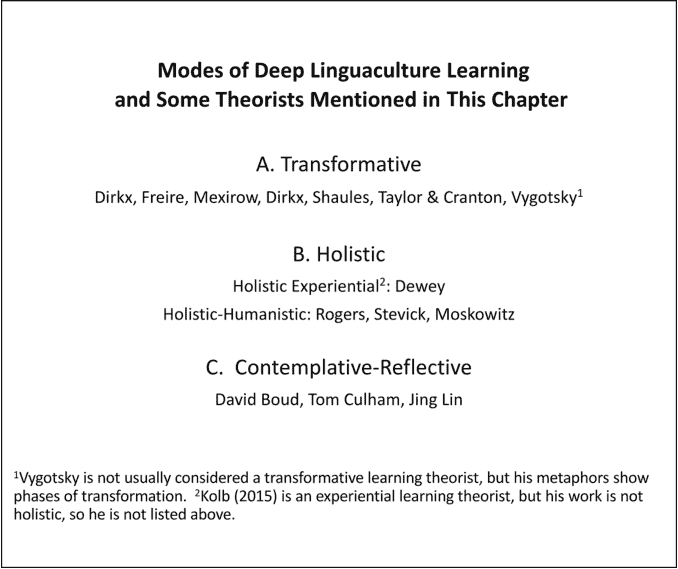 Modes of Deep Linguaculture Learning
and Some Theorists Mentioned in This Chapter
A. Transformative
Dirkx, Freire, Mexirow, Dirkx, Shaules, Taylor & Cranton, Vygotsky¹
B. Holistic
Holistic Experiential²: Dewey
Holistic-Humanistic: Rogers, Stevick, Moskowitz
C. Contemplative-Reflective
David Boud, Tom Culham, Jing Lin
¹Vygotsky is not usually considered a transformative learning theorist, but his metaphors show
phases of transformation. ²Kolb (2015) is an experiential learning theorist, but his work is not
holistic, so he is not listed above.